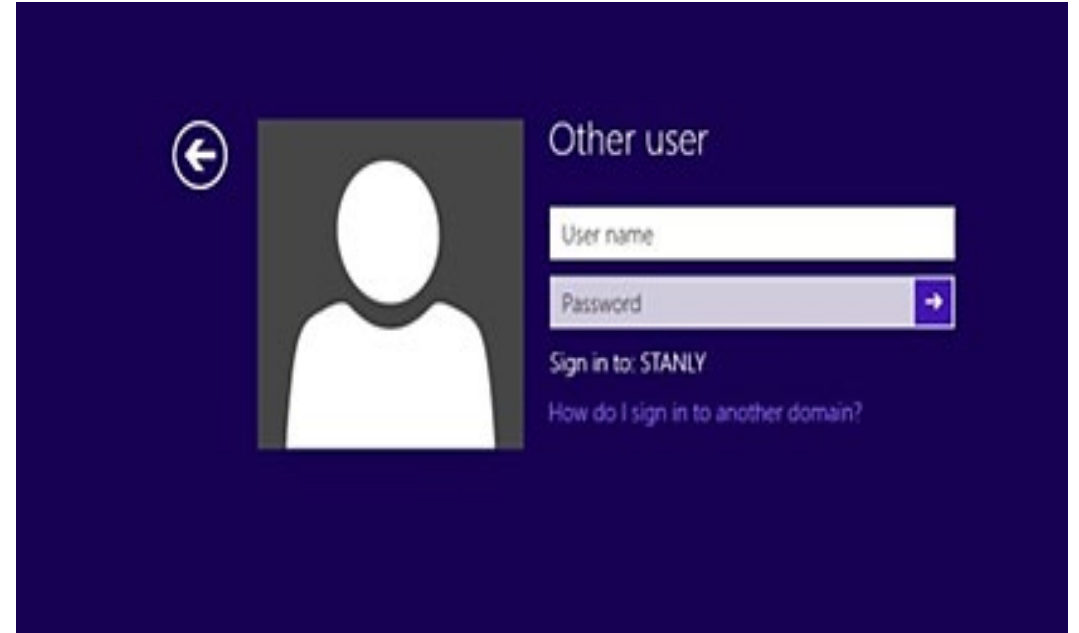 Other user
User name
Password
Sign in to: STANLY
How do I sign in to another domain?